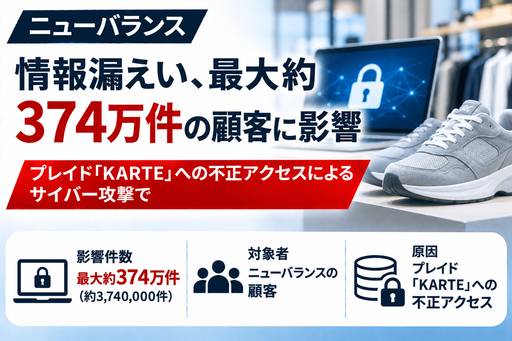 ニューバランス
情報漏えい、最大約
374万件の顧客に影響
プレイド「KARTE」への不正アクセスによる
サイバー攻撃で
影響件数
最大約374万件
（約3,740,000件）
対象者
ニューバランスの
顧客
原因
プレイド
「KARTE」への
不正アクセス